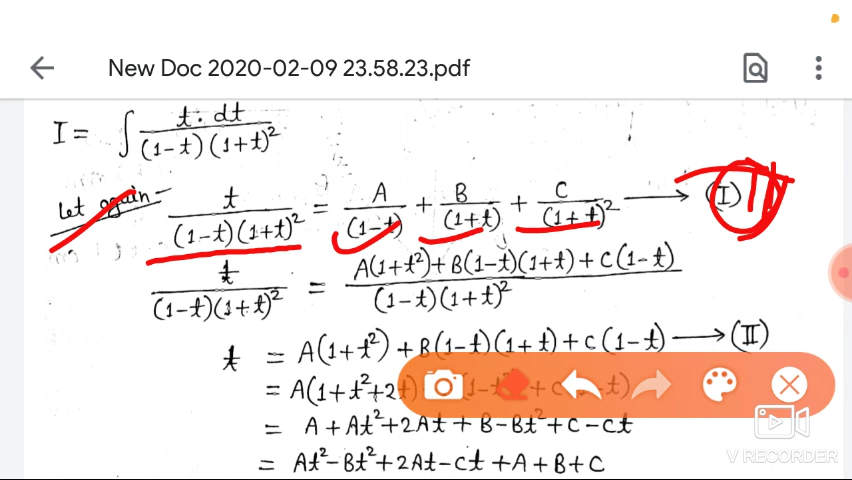 New Doc 2020-02-09 23.58.23.pdf
I = ∫ t. dt / (1-t)(1+t)²
Let again- t / (1-t)(1+t)² = A / (1-t) + B / (1+t) + C / (1+t)² → (I) II
t / (1-t)(1+t)² = A(1+t²)+B(1-t)(1+t)+C(1-t) / (1-t)(1+t)²
t = A(1+t²)+B(1-t)(1+t)+C(1-t) → (II)
= A(1+t²+2t)
= A+At²+2At+B-Bt²+C-Ct
V RECORDER
= At²-Bt²+2At-Ct+A+B+C